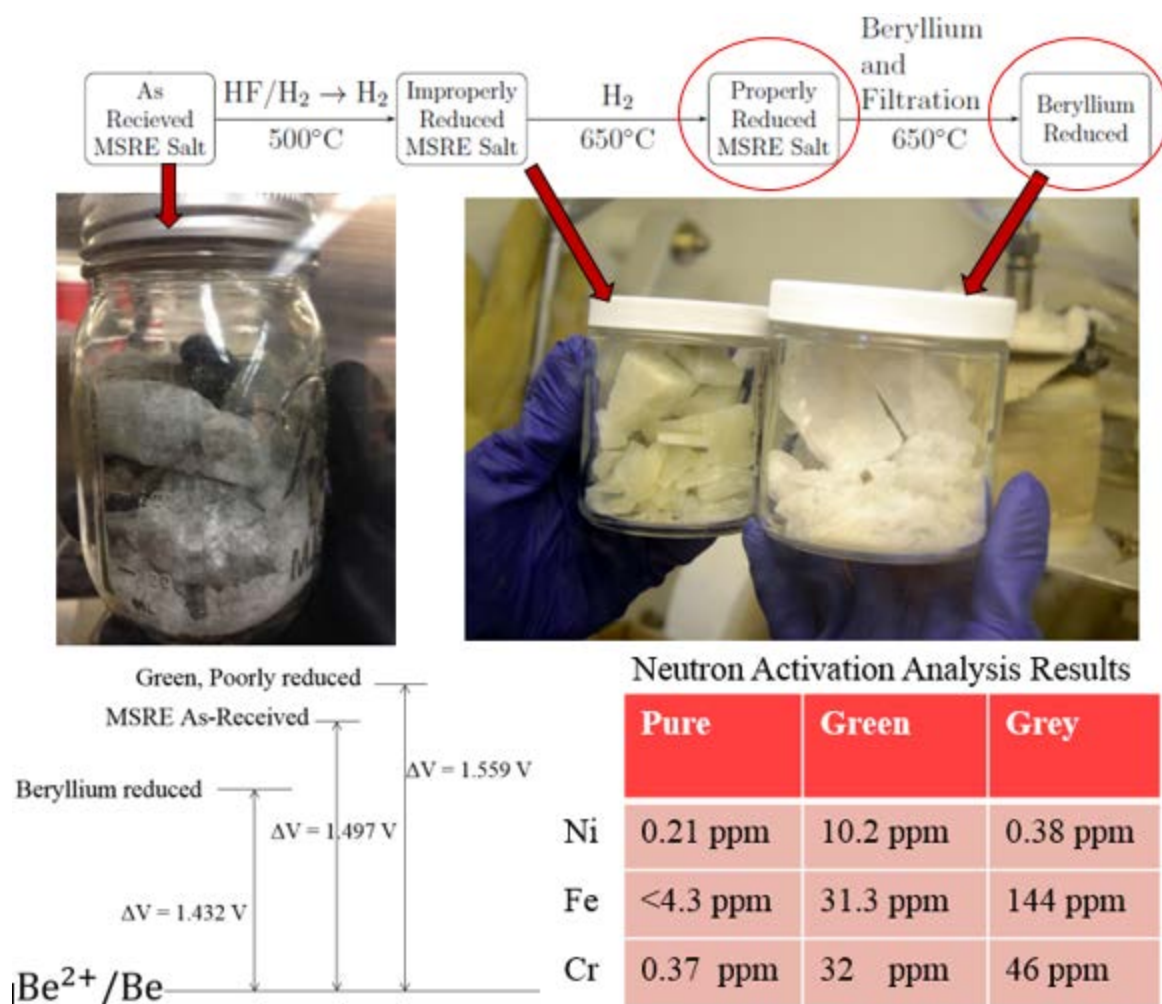 As
Recieved
MSRE Salt
HF/H₂ → H₂
500°C
Improperly
Reduced
MSRE Salt
H₂
650°C
Properly
Reduced
MSRE Salt
Beryllium
and
Filtration
650°C
Beryllium
Reduced
Green, Poorly reduced
MSRE As-Received
Beryllium reduced
ΔV = 1.559 V
ΔV = 1.497 V
ΔV = 1.432 V
Be²⁺/Be
Neutron Activation Analysis Results
Pure Green Grey
Ni 0.21 ppm 10.2 ppm 0.38 ppm
Fe <4.3 ppm 31.3 ppm 144 ppm
Cr 0.37 ppm 32 ppm 46 ppm